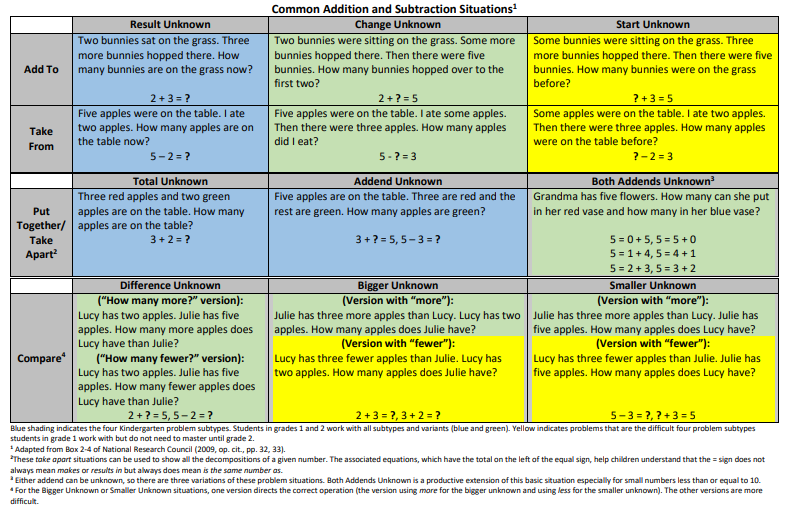 Common Addition and Subtraction Situations¹
Result Unknown
Change Unknown
Start Unknown
Add To
Two bunnies sat on the grass. Three
more bunnies hopped there. How
many bunnies are on the grass now?
2 + 3 = ?
Two bunnies were sitting on the grass. Some more
bunnies hopped there. Then there were five
bunnies. How many bunnies hopped over to the
first two?
2 + ? = 5
Some bunnies were sitting on the grass. Three
more bunnies hopped there. Then there were five
bunnies. How many bunnies were on the grass
before?
? + 3 = 5
Take
From
Five apples were on the table. I ate
two apples. How many apples are on
the table now?
5 – 2 = ?
Five apples were on the table. I ate some apples.
Then there were three apples. How many apples
did I eat?
5 - ? = 3
Some apples were on the table. I ate two apples.
Then there were three apples. How many apples
were on the table before?
? – 2 = 3
Total Unknown
Addend Unknown
Both Addends Unknown³
Put
Together/
Take
Apart²
Three red apples and two green
apples are on the table. How many
apples are on the table?
3 + 2 = ?
Five apples are on the table. Three are red and the
rest are green. How many apples are green?
3 + ? = 5, 5 – 3 = ?
Grandma has five flowers. How many can she put
in her red vase and how many in her blue vase?
5 = 0 + 5, 5 = 5 + 0
5 = 1 + 4, 5 = 4 + 1
5 = 2 + 3, 5 = 3 + 2
Difference Unknown
Bigger Unknown
Smaller Unknown
Compare⁴
(“How many more?” version):
Lucy has two apples. Julie has five
apples. How many more apples does
Lucy have than Julie?
(“How many fewer?” version):
Lucy has two apples. Julie has five
apples. How many fewer apples does
Lucy have than Julie?
2 + ? = 5, 5 – 2 = ?
(Version with “more”):
Julie has three more apples than Lucy. Lucy has two
apples. How many apples does Julie have?
(Version with “fewer”):
Lucy has three fewer apples than Julie. Lucy has
two apples. How many apples does Julie have?
2 + 3 = ?, 3 + 2 = ?
(Version with “more”):
Julie has three more apples than Lucy. Julie has
five apples. How many apples does Lucy have?
(Version with “fewer”):
Lucy has three fewer apples than Julie. Julie has
five apples. How many apples does Lucy have?
5 – 3 = ?, ? + 3 = 5
Blue shading indicates the four Kindergarten problem subtypes. Students in grades 1 and 2 work with all subtypes and variants (blue and green). Yellow indicates problems that are the difficult four problem subtypes
students in grade 1 work with but do not need to master until grade 2.
¹ Adapted from Box 2-4 of National Research Council (2009, op. cit., pp. 32, 33).
²These take apart situations can be used to show all the decompositions of a given number. The associated equations, which have the total on the left of the equal sign, help children understand that the = sign does not
always mean makes or results in but always does mean is the same number as.
³ Either addend can be unknown, so there are three variations of these problem situations. Both Addends Unknown is a productive extension of this basic situation especially for small numbers less than or equal to 10.
⁴ For the Bigger Unknown or Smaller Unknown situations, one version directs the correct operation (the version using more for the bigger unknown and using less for the smaller unknown). The other versions are more
difficult.